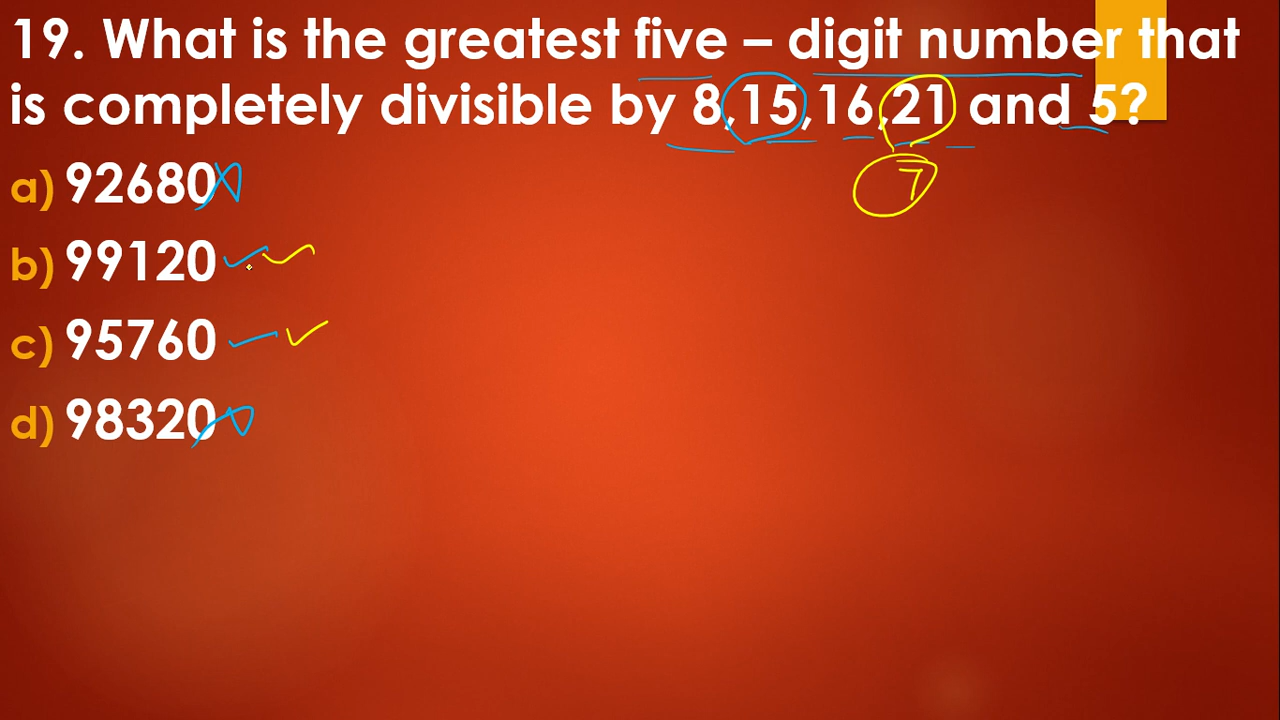 19. What is the greatest five – digit number that
is completely divisible by 8,15,16,21 and 5?
7
a) 92680
b) 99120
c) 95760
d) 98320